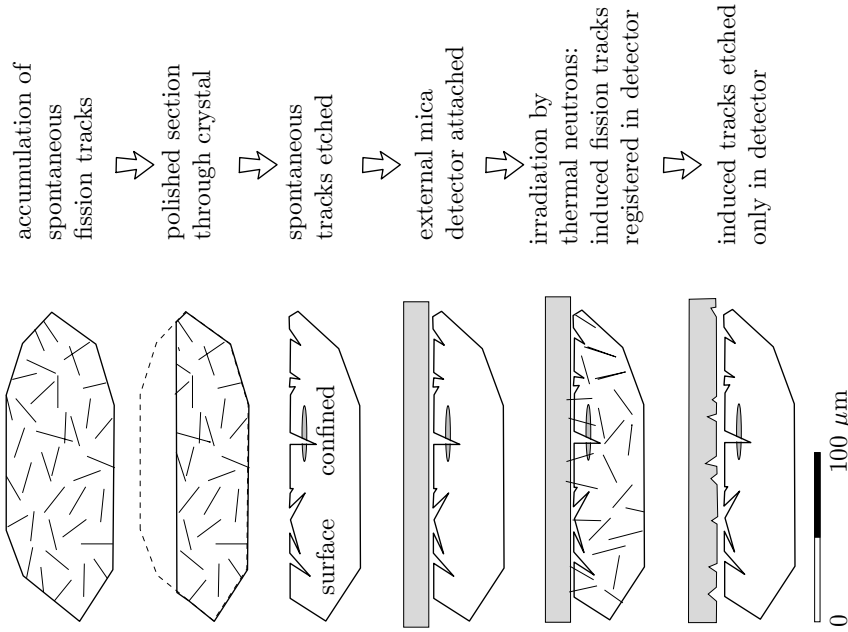 accumulation of
spontaneous
fission tracks
polished section
through crystal
spontaneous
tracks etched
external mica
detector attached
irradiation by
thermal neutrons:
induced fission tracks
registered in detector
induced tracks etched
only in detector
surface
confined
0
100 μm